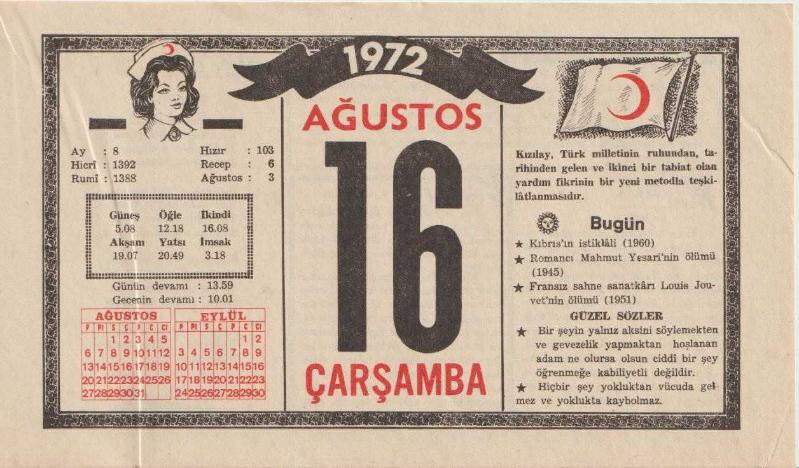 1972
AĞUSTOS
16
ÇARŞAMBA
Ay : 8 Hızır : 103
Hicrî : 1392 Recep : 6
Rumî : 1388 Ağustos : 3
Güneş Öğle İkindi
5.08 12.18 16.08
Akşam Yatsı İmsak
19.07 20.49 3.18
Günün devamı : 13.59
Gecenin devamı : 10.01
AĞUSTOS EYLÜL
P Pt S Ç P C Ct P Pt S Ç P C Ct
1 2 3 4 5 1 2
6 7 8 9 10 11 12 3 4 5 6 7 8 9
13 14 15 16 17 18 19 10 11 12 13 14 15 16
20 21 22 23 24 25 26 17 18 19 20 21 22 23
27 28 29 30 31 24 25 26 27 28 29 30
Kızılay, Türk milletinin ruhundan, ta-
rihinden gelen ve ikinci bir tabiat olan
yardım fikrinin bir yeni metodla teşki-
lâtlanmasıdır.
Bugün
★ Kıbrıs'ın istiklâli (1960)
★ Romancı Mahmut Yesarî'nin ölümü
(1945)
★ Fransız sahne sanatkârı Louis Jou-
vet'nin ölümü (1951)
GÜZEL SÖZLER
★ Bir şeyin yalnız aksini söylemekten
ve gevezelik yapmaktan hoşlanan
adam ne olursa olsun ciddî bir şey
öğrenmeğe kabiliyetli değildir.
★ Hiçbir şey yokluktan vücuda gel-
mez ve yoklukta kaybolmaz.